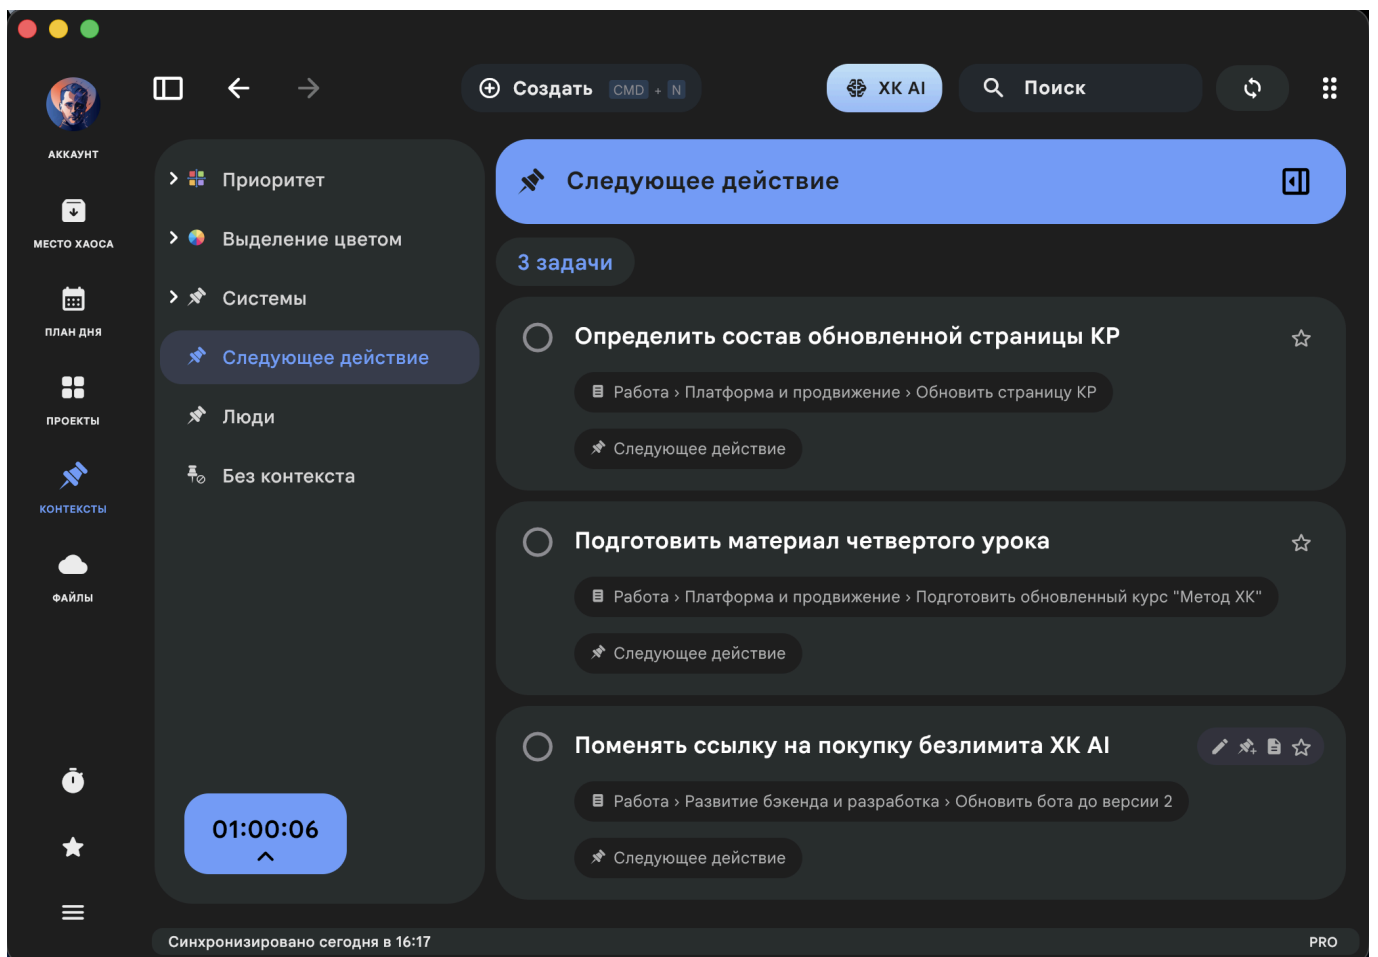 Создать CMD + N
ХК AI
Поиск
АККАУНТ
МЕСТО ХАОСА
ПЛАН ДНЯ
ПРОЕКТЫ
КОНТЕКСТЫ
ФАЙЛЫ
Приоритет
Выделение цветом
Системы
Следующее действие
Люди
Без контекста
01:00:06
Следующее действие
3 задачи
Определить состав обновленной страницы КР
Работа › Платформа и продвижение › Обновить страницу КР
Следующее действие
Подготовить материал четвертого урока
Работа › Платформа и продвижение › Подготовить обновленный курс "Метод ХК"
Следующее действие
Поменять ссылку на покупку безлимита ХК AI
Работа › Развитие бэкенда и разработка › Обновить бота до версии 2
Следующее действие
Синхронизировано сегодня в 16:17
PRO